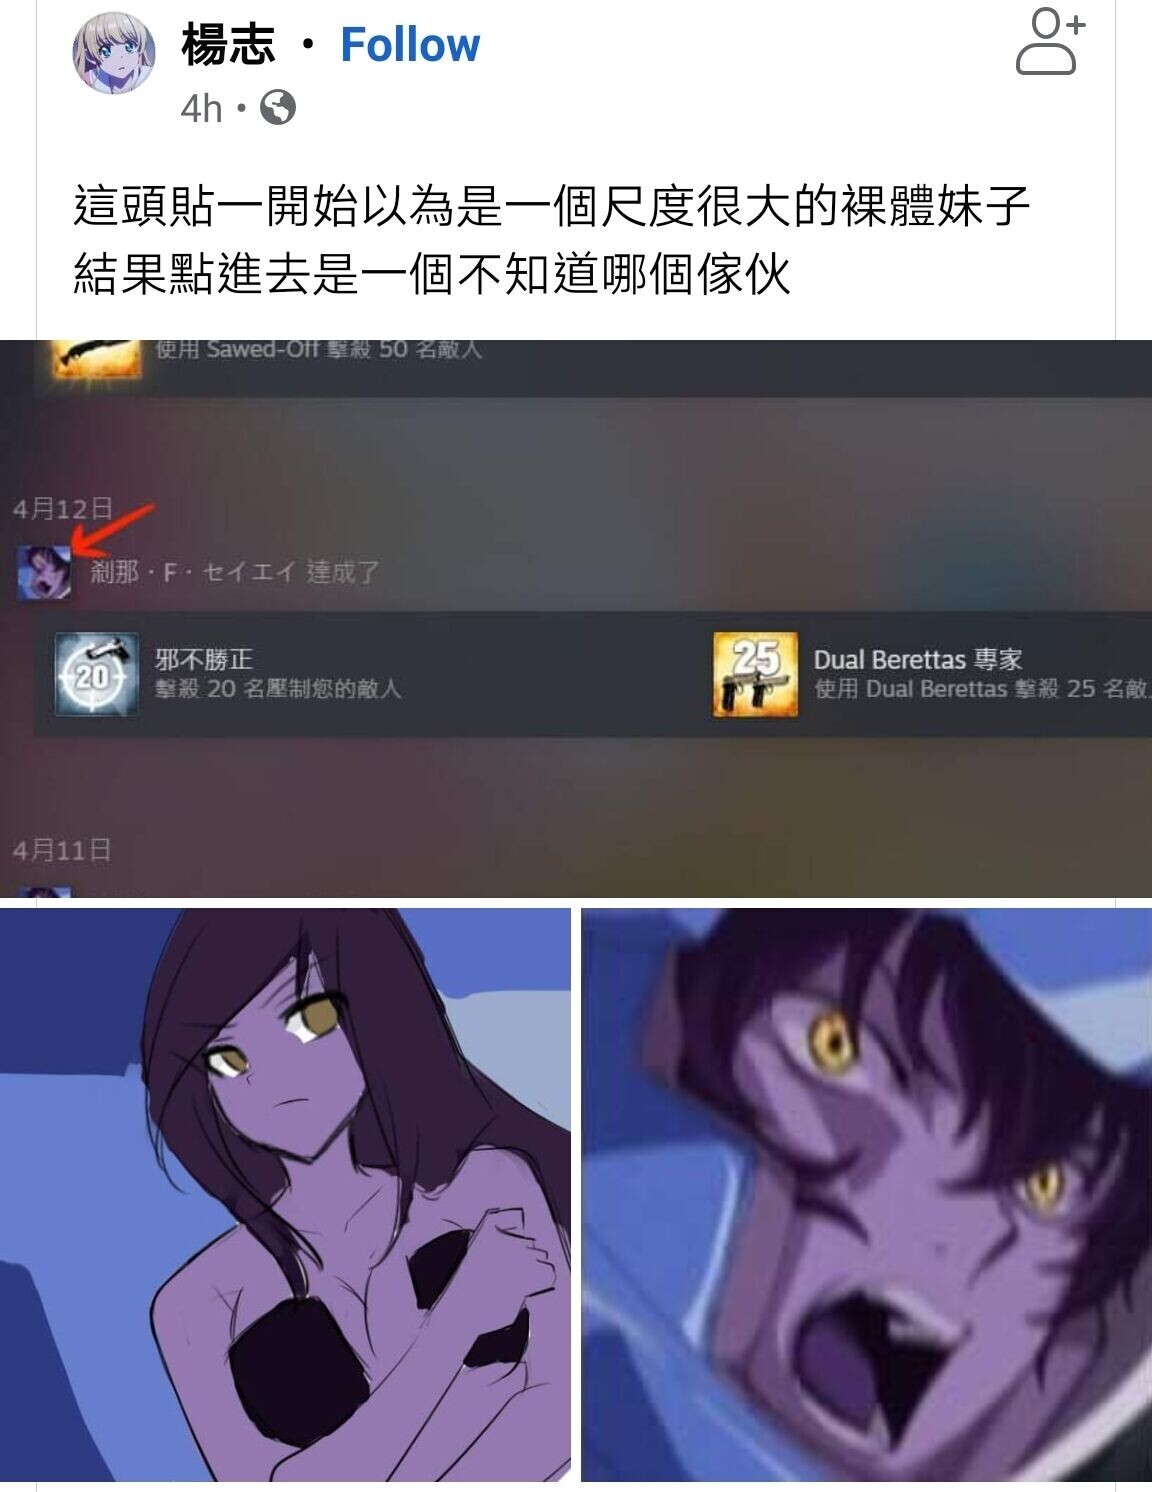 楊志 · Follow
4h ·
這頭貼一開始以為是一個尺度很大的裸體妹子
結果點進去是一個不知道哪個傢伙
使用 Sawed-Off 擊殺 50 名敵人
4月12日
剎那·F·セイエイ 達成了
20
邪不勝正
擊殺 20 名壓制您的敵人
25
Dual Berettas 專家
使用 Dual Berettas 擊殺 25 名敵
4月11日